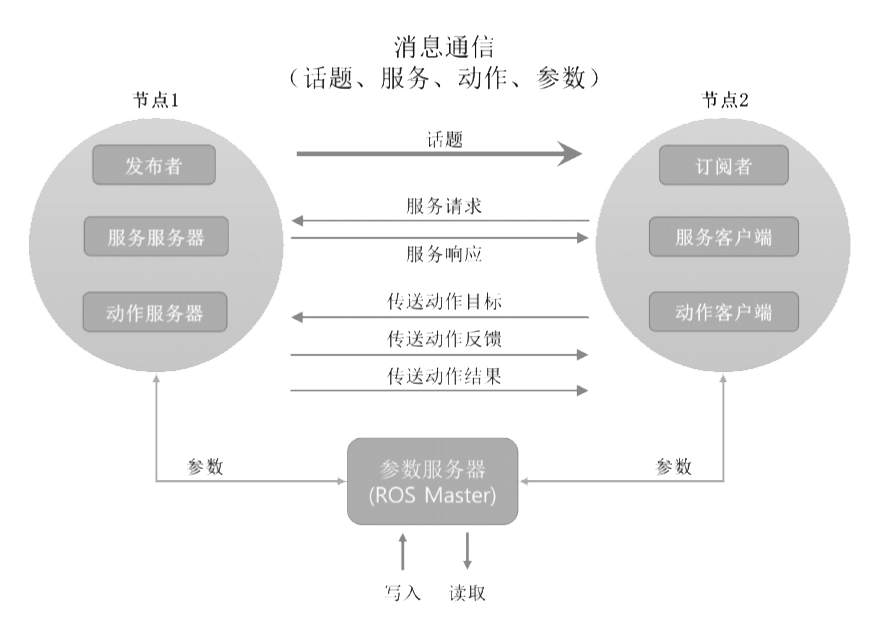 消息通信
（话题、服务、动作、参数）
节点1
节点2
话题
发布者
订阅者
服务请求
服务服务器
服务客户端
服务响应
传送动作目标
动作服务器
动作客户端
传送动作反馈
传送动作结果
参数
参数
参数服务器
(ROS Master)
写入
读取